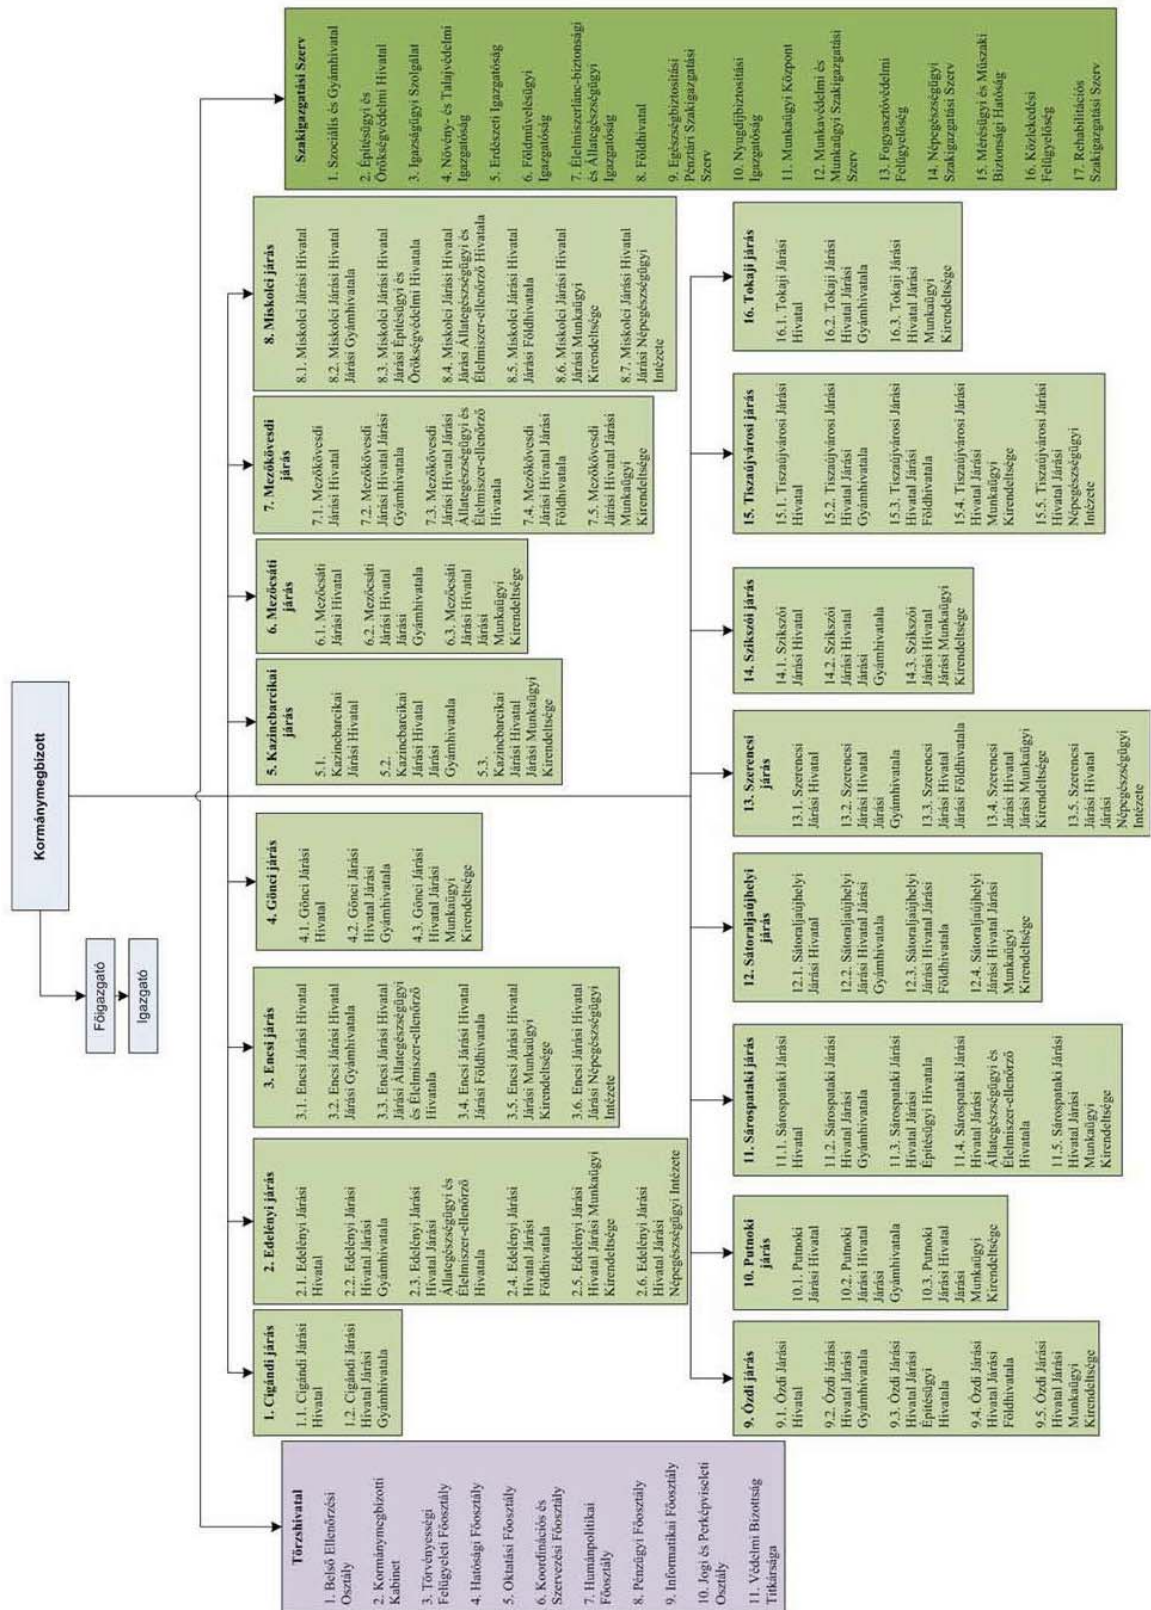 Kormánymegbizott
Főigazgató
Igazgató
Törzshivatal
1. Belső Ellenőrzési
Osztály
2. Kormánymegbízotti
Kabinet
3. Törvényességi
Felügyeleti Főosztály
4. Hatósági Főosztály
5. Oktatási Főosztály
6. Koordinációs és
Szervezési Főosztály
7. Humánpolitikai
Főosztály
8. Pénzügyi Főosztály
9. Informatikai Főosztály
10. Jogi és Perképviseleti
Osztály
11. Védelmi Bizottság
Titkársága
1. Cigándi járás
1.1. Cigándi Járási
Hivatal
1.2. Cigándi Járási
Hivatal Járási
Gyámhivatala
2. Edelényi járás
2.1. Edelényi Járási
Hivatal
2.2. Edelényi Járási
Hivatal Járási
Gyámhivatala
2.3. Edelényi Járási
Hivatal Járási
Állategészségügyi és
Élelmiszer-ellenőrző
Hivatala
2.4. Edelényi Járási
Hivatal Járási
Földhivatala
2.5. Edelényi Járási
Hivatal Járási Munkaügyi
Kirendeltsége
2.6. Edelényi Járási
Hivatal Járási
Népegészségügyi Intézete
3. Encsi járás
3.1. Encsi Járási Hivatal
3.2. Encsi Járási Hivatal
Járási Gyámhivatala
3.3. Encsi Járási Hivatal
Járási Állategészségügyi
és Élelmiszer-ellenőrző
Hivatala
3.4. Encsi Járási Hivatal
Járási Földhivatala
3.5. Encsi Járási Hivatal
Járási Munkaügyi
Kirendeltsége
3.6. Encsi Járási Hivatal
Járási Népegészségügyi
Intézete
4. Gönci járás
4.1. Gönci Járási
Hivatal
4.2. Gönci Járási
Hivatal Járási
Gyámhivatala
4.3. Gönci Járási
Hivatal Járási
Munkaügyi
Kirendeltsége
5. Kazincbarcikai
járás
5.1.
Kazincbarcikai
Járási Hivatal
5.2.
Kazincbarcikai
Járási Hivatal
Járási
Gyámhivatala
5.3.
Kazincbarcikai
Járási Hivatal
Járási Munkaügyi
Kirendeltsége
6. Mezőcsáti
járás
6.1. Mezőcsáti
Járási Hivatal
6.2. Mezőcsáti
Járási Hivatal
Járási
Gyámhivatala
6.3. Mezőcsáti
Járási Hivatal
Járási
Munkaügyi
Kirendeltsége
7. Mezőkövesdi
járás
7.1. Mezőkövesdi
Járási Hivatal
7.2. Mezőkövesdi
Járási Hivatal Járási
Gyámhivatala
7.3. Mezőkövesdi
Járási Hivatal Járási
Állategészségügyi és
Élelmiszer-ellenőrző
Hivatala
7.4. Mezőkövesdi
Járási Hivatal Járási
Földhivatala
7.5. Mezőkövesdi
Járási Hivatal Járási
Munkaügyi
Kirendeltsége
8. Miskolci járás
8.1. Miskolci Járási Hivatal
8.2. Miskolci Járási Hivatal
Járási Gyámhivatala
8.3. Miskolci Járási Hivatal
Járási Építésügyi és
Örökségvédelmi Hivatala
8.4. Miskolci Járási Hivatal
Járási Állategészségügyi és
Élelmiszer-ellenőrző Hivatala
8.5. Miskolci Járási Hivatal
Járási Földhivatala
8.6. Miskolci Járási Hivatal
Járási Munkaügyi
Kirendeltsége
8.7. Miskolci Járási Hivatal
Járási Népegészségügyi
Intézete
Szakigazgatási Szerv
1. Szociális és Gyámhivatal
2. Építésügyi és
Örökségvédelmi Hivatal
3. Igazságügyi Szolgálat
4. Növény- és Talajvédelmi
Igazgatóság
5. Erdészeti Igazgatóság
6. Földművelésügyi
Igazgatóság
7. Élelmiszerlánc-biztonsági
és Állategészségügyi
Igazgatóság
8. Földhivatal
9. Egészségbiztosítási
Pénztári Szakigazgatási
Szerv
10. Nyugdíjbiztosítási
Igazgatóság
11. Munkaügyi Központ
12. Munkavédelmi és
Munkaügyi Szakigazgatási
Szerv
13. Fogyasztóvédelmi
Felügyelőség
14. Népegészségügyi
Szakigazgatási Szerv
15. Mérésügyi és Műszaki
Biztonsági Hatóság
16. Közlekedési
Felügyelőség
17. Rehabilitációs
Szakigazgatási Szerv
9. Ózdi járás
9.1. Ózdi Járási
Hivatal
9.2. Ózdi Járási
Hivatal Járási
Gyámhivatala
9.3. Ózdi Járási
Hivatal Járási
Építésügyi
Hivatala
9.4. Ózdi Járási
Hivatal Járási
Földhivatala
9.5. Ózdi Járási
Hivatal Járási
Munkaügyi
Kirendeltsége
10. Putnoki
járás
10.1. Putnoki
Járási Hivatal
10.2. Putnoki
Járási Hivatal
Járási
Gyámhivatala
10.3. Putnoki
Járási Hivatal
Járási
Munkaügyi
Kirendeltsége
11. Sárospataki járás
11.1. Sárospataki Járási
Hivatal
11.2. Sárospataki Járási
Hivatal Járási
Gyámhivatala
11.3. Sárospataki Járási
Hivatal Járási
Építésügyi Hivatala
11.4. Sárospataki Járási
Hivatal Járási
Állategészségügyi és
Élelmiszer-ellenőrző
Hivatala
11.5. Sárospataki Járási
Hivatal Járási
Munkaügyi
Kirendeltsége
12. Sátoraljaújhelyi
járás
12.1. Sátoraljaújhelyi
Járási Hivatal
12.2. Sátoraljaújhelyi
Járási Hivatal Járási
Gyámhivatala
12.3. Sátoraljaújhelyi
Járási Hivatal Járási
Földhivatala
12.4. Sátoraljaújhelyi
Járási Hivatal Járási
Munkaügyi
Kirendeltsége
13. Szerencsi
járás
13.1. Szerencsi
Járási Hivatal
13.2. Szerencsi
Járási Hivatal
Járási
Gyámhivatala
13.3. Szerencsi
Járási Hivatal
Járási Földhivatala
13.4. Szerencsi
Járási Hivatal
Járási Munkaügyi
Kirendeltsége
13.5. Szerencsi
Járási Hivatal
Járási
Népegészségügyi
Intézete
14. Szikszói járás
14.1. Szikszói
Járási Hivatal
14.2. Szikszói
Járási Hivatal
Járási
Gyámhivatala
14.3. Szikszói
Járási Hivatal
Járási Munkaügyi
Kirendeltsége
15. Tiszaújvárosi járás
15.1. Tiszaújvárosi Járási
Hivatal
15.2. Tiszaújvárosi Járási
Hivatal Járási
Gyámhivatala
15.3. Tiszaújvárosi Járási
Hivatal Járási
Földhivatala
15.4. Tiszaújvárosi Járási
Hivatal Járási
Munkaügyi
Kirendeltsége
15.5. Tiszaújvárosi Járási
Hivatal Járási
Népegészségügyi
Intézete
16. Tokaji járás
16.1. Tokaji Járási
Hivatal
16.2. Tokaji Járási
Hivatal Járási
Gyámhivatala
16.3. Tokaji Járási
Hivatal Járási
Munkaügyi
Kirendeltsége